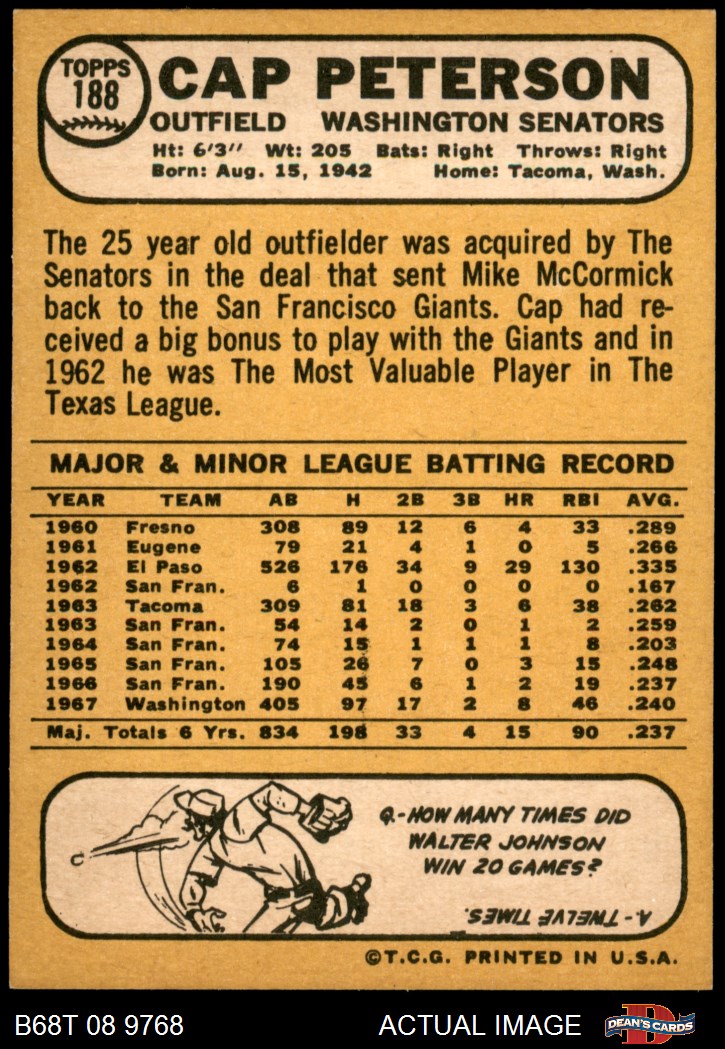 TOPPS
188
CAP PETERSON
OUTFIELD WASHINGTON SENATORS
Ht: 6'3" Wt: 205 Bats: Right Throws: Right
Born: Aug. 15, 1942 Home: Tacoma, Wash.
The 25 year old outfielder was acquired by The
Senators in the deal that sent Mike McCormick
back to the San Francisco Giants. Cap had re-
ceived a big bonus to play with the Giants and in
1962 he was The Most Valuable Player in The
Texas League.
MAJOR & MINOR LEAGUE BATTING RECORD
YEAR TEAM AB H 2B 3B HR RBI AVG.
1960 Fresno 308 89 12 6 4 33 .289
1961 Eugene 79 21 4 1 0 5 .266
1962 El Paso 526 176 34 9 29 130 .335
1962 San Fran. 6 1 0 0 0 0 .167
1963 Tacoma 309 81 18 3 6 38 .262
1963 San Fran. 54 14 2 0 1 2 .259
1964 San Fran. 74 15 1 1 1 8 .203
1965 San Fran. 105 26 7 0 3 15 .248
1966 San Fran. 190 45 6 1 2 19 .237
1967 Washington 405 97 17 2 8 46 .240
Maj. Totals 6 Yrs. 834 198 33 4 15 90 .237
Q.-HOW MANY TIMES DID
WALTER JOHNSON
WIN 20 GAMES?
A.-TWELVE TIMES.
©T.C.G. PRINTED IN U.S.A.
B68T 08 9768 ACTUAL IMAGE
D
DEAN'S CARDS